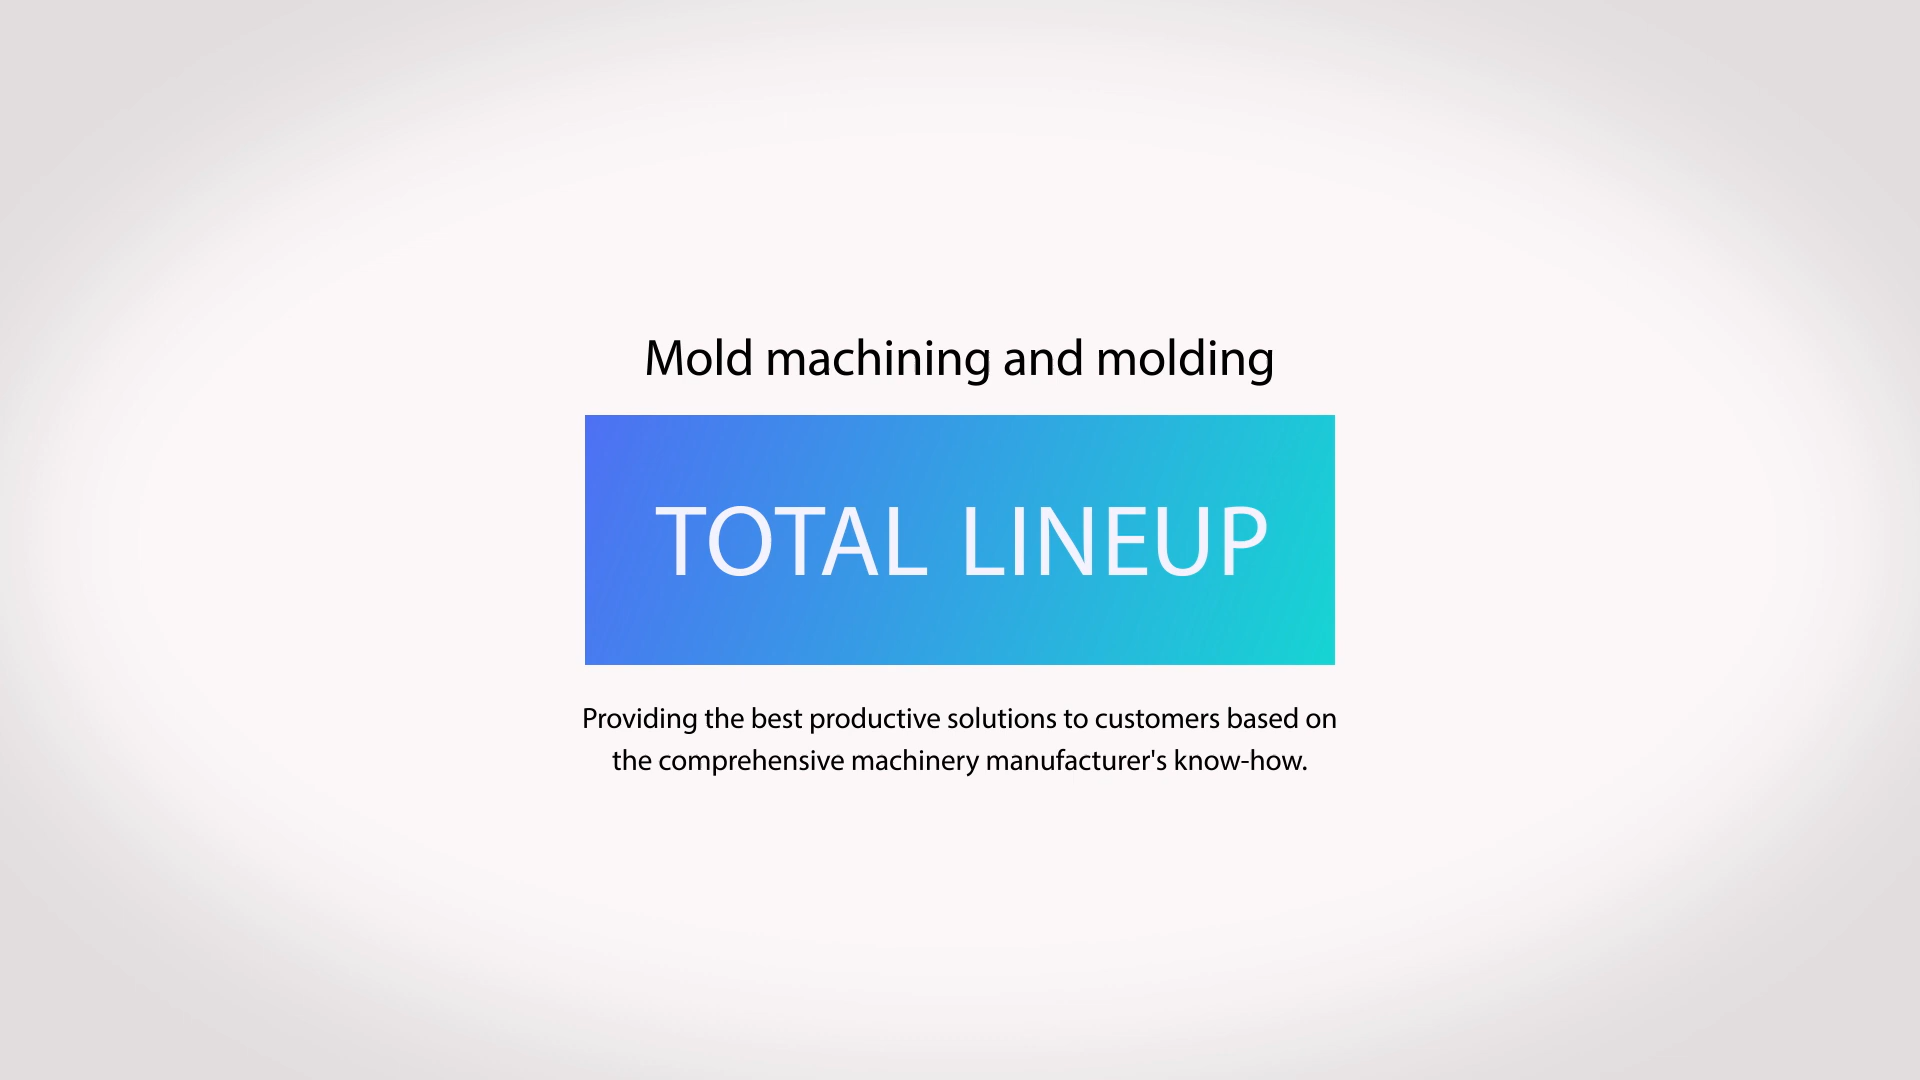 Mold machining and molding
TOTAL LINEUP
Providing the best productive solutions to customers based on
the comprehensive machinery manufacturer's know-how.